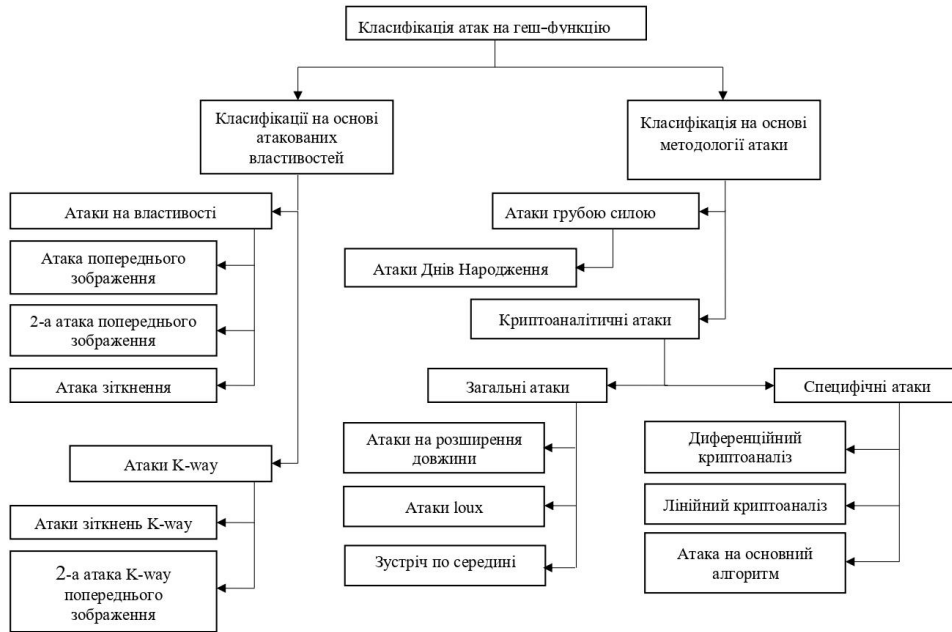 Класифікація атак на геш-функцію
Класифікації на основі
атакованих
властивостей
Класифікація на основі
методології атаки
Атаки на властивості
Атака попереднього
зображення
2-а атака попереднього
зображення
Атака зіткнення
Атаки K-way
Атаки зіткнень K-way
2-а атака K-way
попереднього
зображення
Атаки грубою силою
Атаки Днів Народження
Криптоаналітичні атаки
Загальні атаки
Атаки на розширення
довжини
Атаки loux
Зустріч по середині
Специфічні атаки
Диференційний
криптоаналіз
Лінійний криптоаналіз
Атака на основний
алгоритм